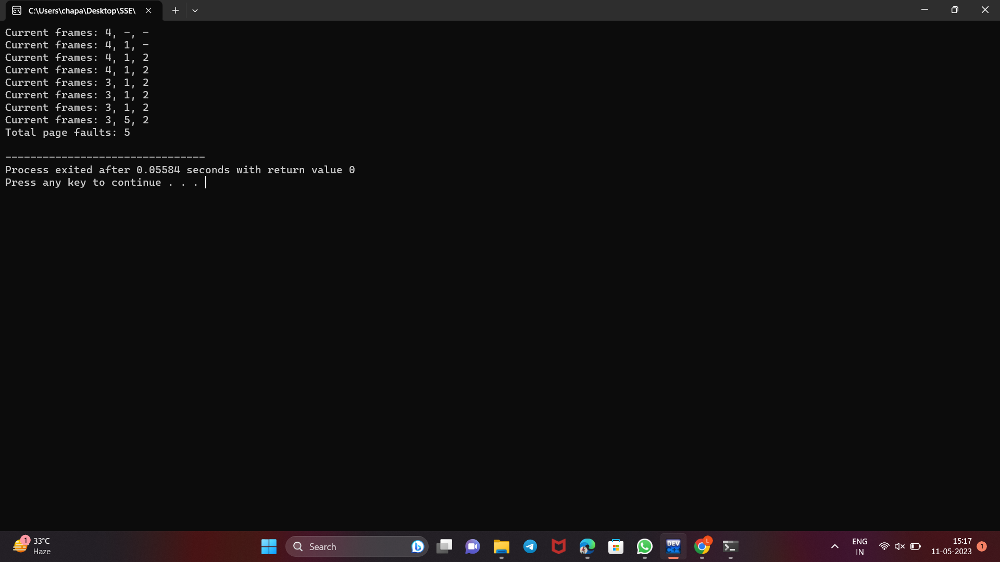 C:\Users\chapa\Desktop\SSE\
Current frames: 4, -, -
Current frames: 4, 1, -
Current frames: 4, 1, 2
Current frames: 4, 1, 2
Current frames: 3, 1, 2
Current frames: 3, 1, 2
Current frames: 3, 1, 2
Current frames: 3, 5, 2
Total page faults: 5
--------------------------------
Process exited after 0.05584 seconds with return value 0
Press any key to continue . . .
1
33°C
Haze
Search
DEV
C++
L
ENG
IN
15:17
11-05-2023
1